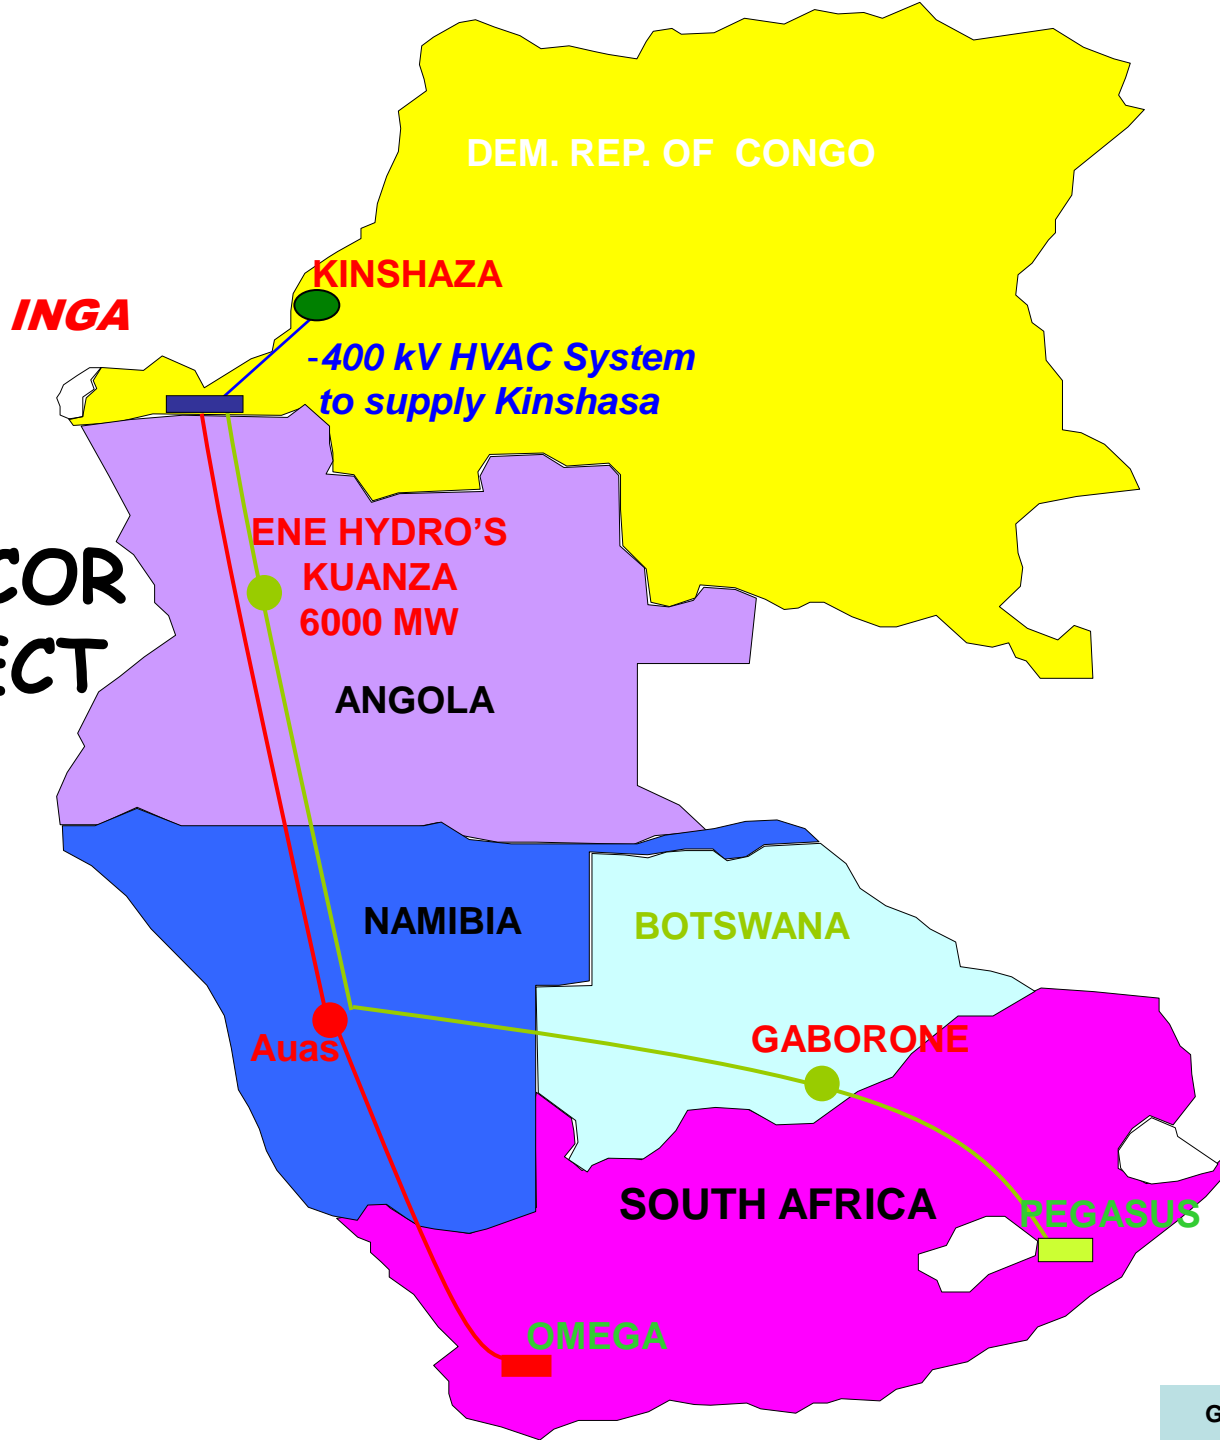 DEM. REP. OF CONGO
KINSHAZA
INGA
-400 kV HVAC System
to supply Kinshasa
ENE HYDRO’S
KUANZA
6000 MW
COR
ECT
ANGOLA
NAMIBIA
BOTSWANA
GABORONE
Auas
SOUTH AFRICA
PEGASUS
OMEGA
G